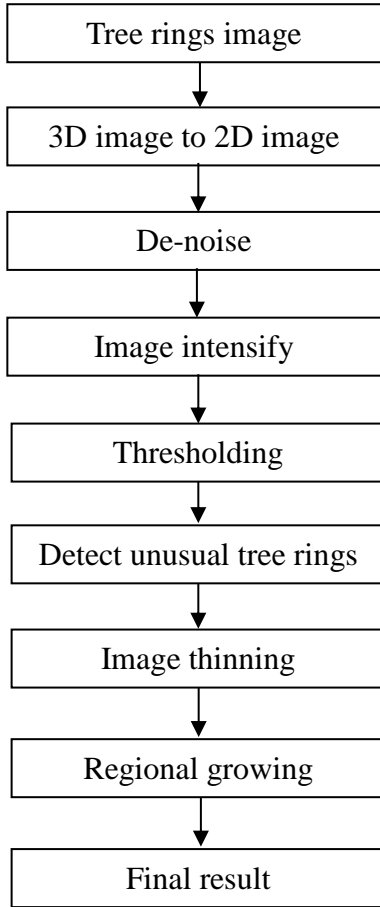 Tree rings image
3D image to 2D image
De-noise
Image intensify
Thresholding
Detect unusual tree rings
Image thinning
Regional growing
Final result